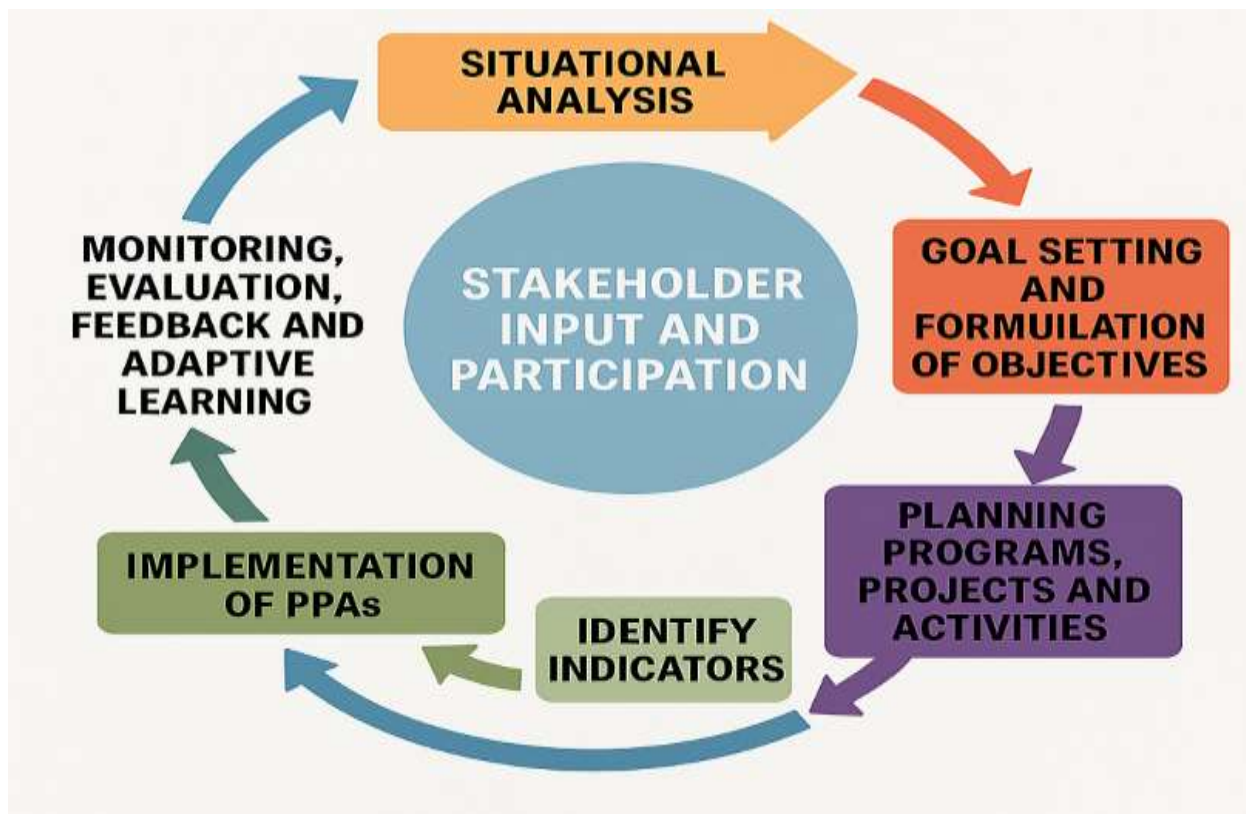 SITUATIONAL
ANALYSIS
GOAL SETTING
AND
FORMUILATION
OF OBJECTIVES
PLANNING
PROGRAMS,
PROJECTS AND
ACTIVITIES
IDENTIFY
INDICATORS
IMPLEMENTATION
OF PPAs
MONITORING,
EVALUATION,
FEEDBACK AND
ADAPTIVE
LEARNING
STAKEHOLDER
INPUT AND
PARTICIPATION